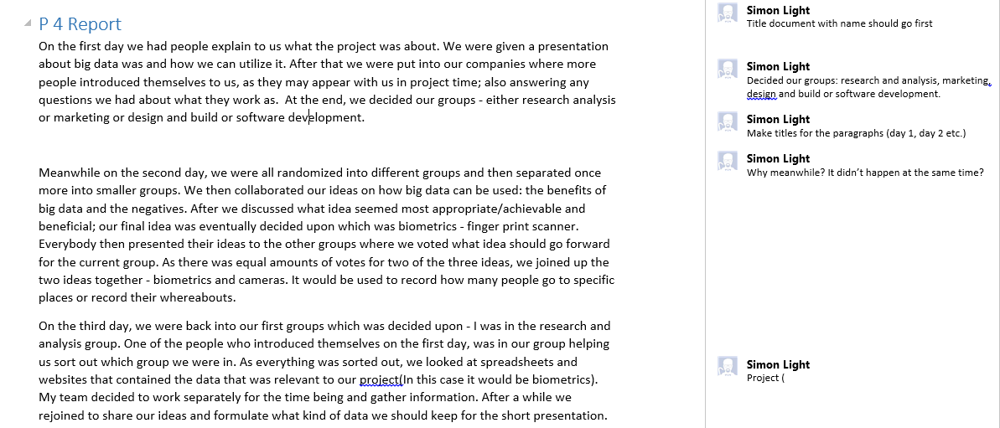 P 4 Report
On the first day we had people explain to us what the project was about. We were given a presentation
about big data was and how we can utilize it. After that we were put into our companies where more
people introduced themselves to us, as they may appear with us in project time; also answering any
questions we had about what they work as.  At the end, we decided our groups - either research analysis
or marketing or design and build or software development.
Meanwhile on the second day, we were all randomized into different groups and then separated once
more into smaller groups. We then collaborated our ideas on how big data can be used: the benefits of
big data and the negatives. After we discussed what idea seemed most appropriate/achievable and
beneficial; our final idea was eventually decided upon which was biometrics - finger print scanner.
Everybody then presented their ideas to the other groups where we voted what idea should go forward
for the current group. As there was equal amounts of votes for two of the three ideas, we joined up the
two ideas together - biometrics and cameras. It would be used to record how many people go to specific
places or record their whereabouts.
On the third day, we were back into our first groups which was decided upon - I was in the research and
analysis group. One of the people who introduced themselves on the first day, was in our group helping
us sort out which group we were in. As everything was sorted out, we looked at spreadsheets and
websites that contained the data that was relevant to our project(In this case it would be biometrics).
My team decided to work separately for the time being and gather information. After a while we
rejoined to share our ideas and formulate what kind of data we should keep for the short presentation.
Simon Light
Title document with name should go first
Simon Light
Decided our groups: research and analysis, marketing,
design and build or software development.
Simon Light
Make titles for the paragraphs (day 1, day 2 etc.)
Simon Light
Why meanwhile? It didn't happen at the same time?
Simon Light
Project (